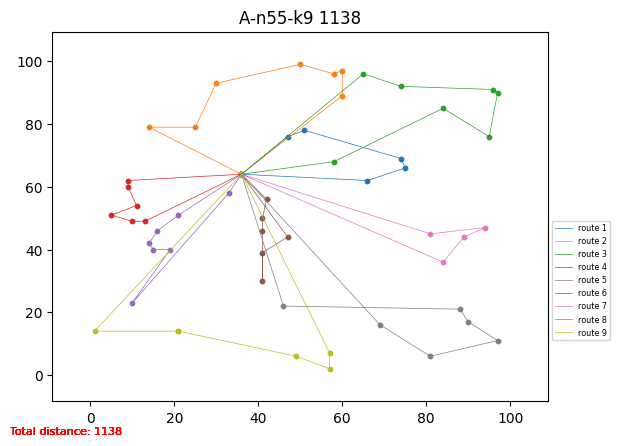 A-n55-k9 1138
100
80
60
40
20
0
0 20 40 60 80 100
route 1
route 2
route 3
route 4
route 5
route 6
route 7
route 8
route 9
Total distance: 1138